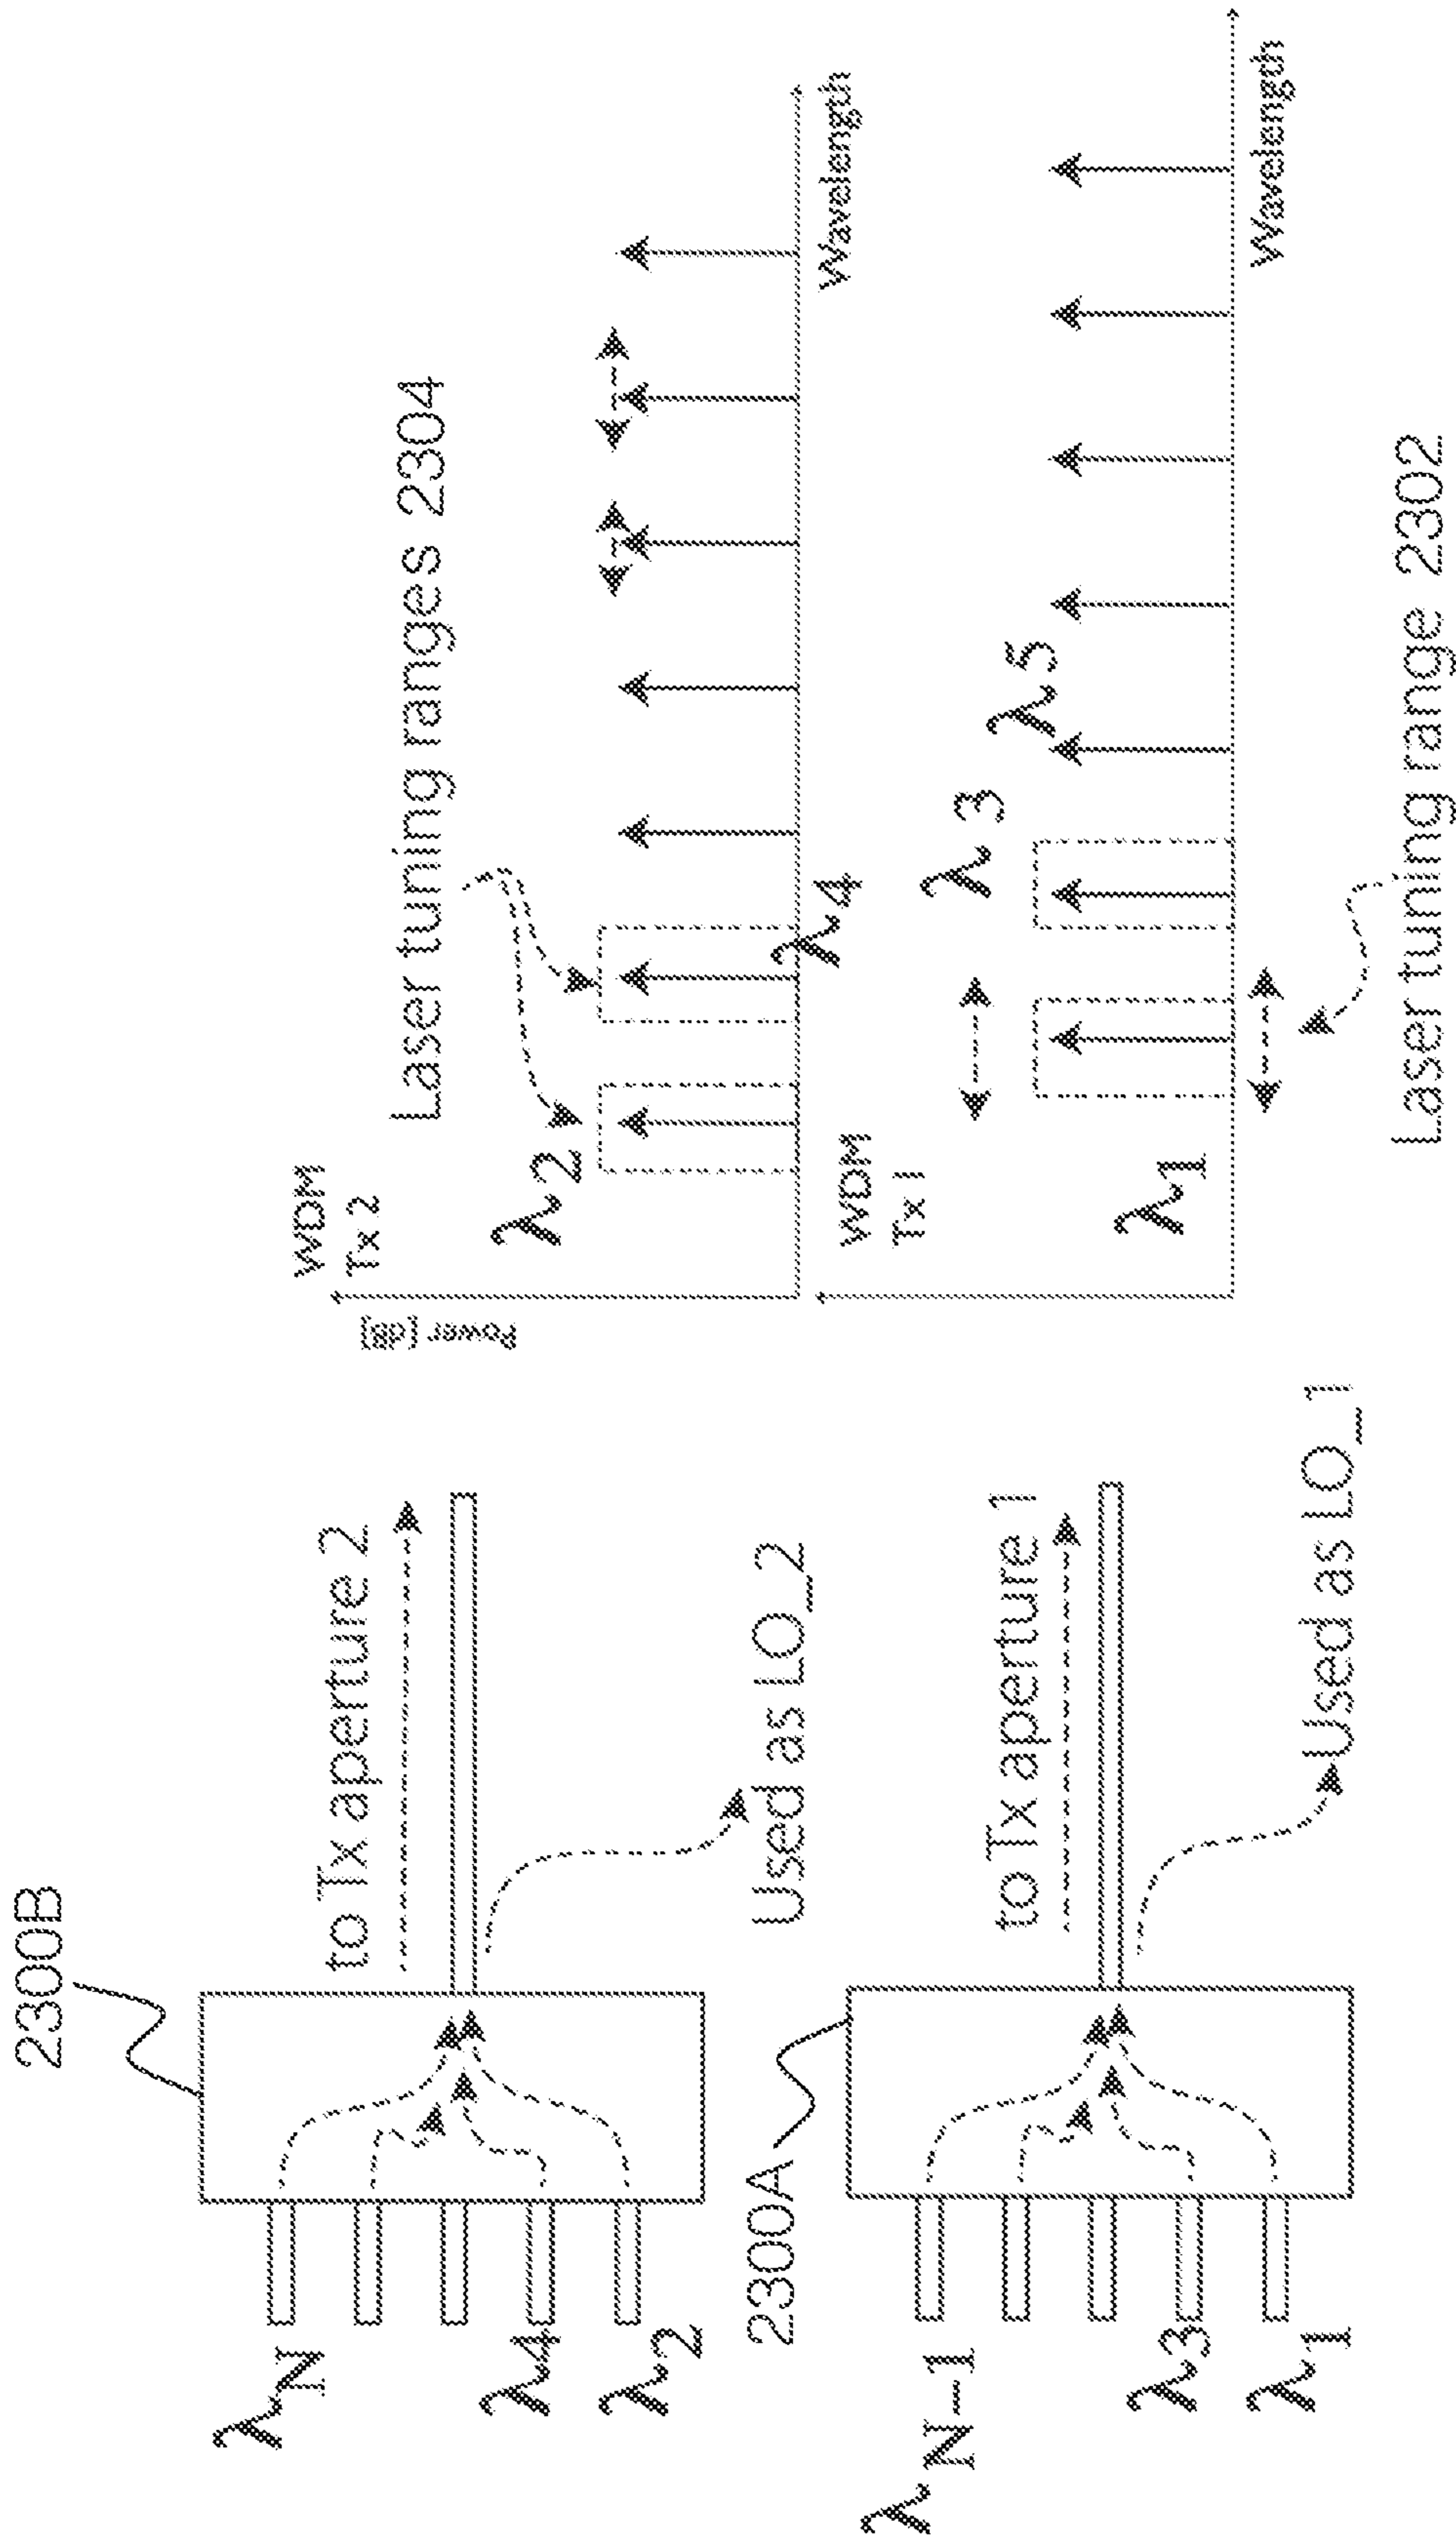 2300B
λN
λ4
λ2
to Tx aperture 2
Used as LO_2
2300A
λN-1
λ3
λ1
to Tx aperture 1
Used as LO_1
WDM
Tx 2
Power [dB]
Laser tuning ranges 2304
λ2
λ4
Wavelength
WDM
Tx 1
λ1
λ3
λ5
Wavelength
Laser tuning range 2302